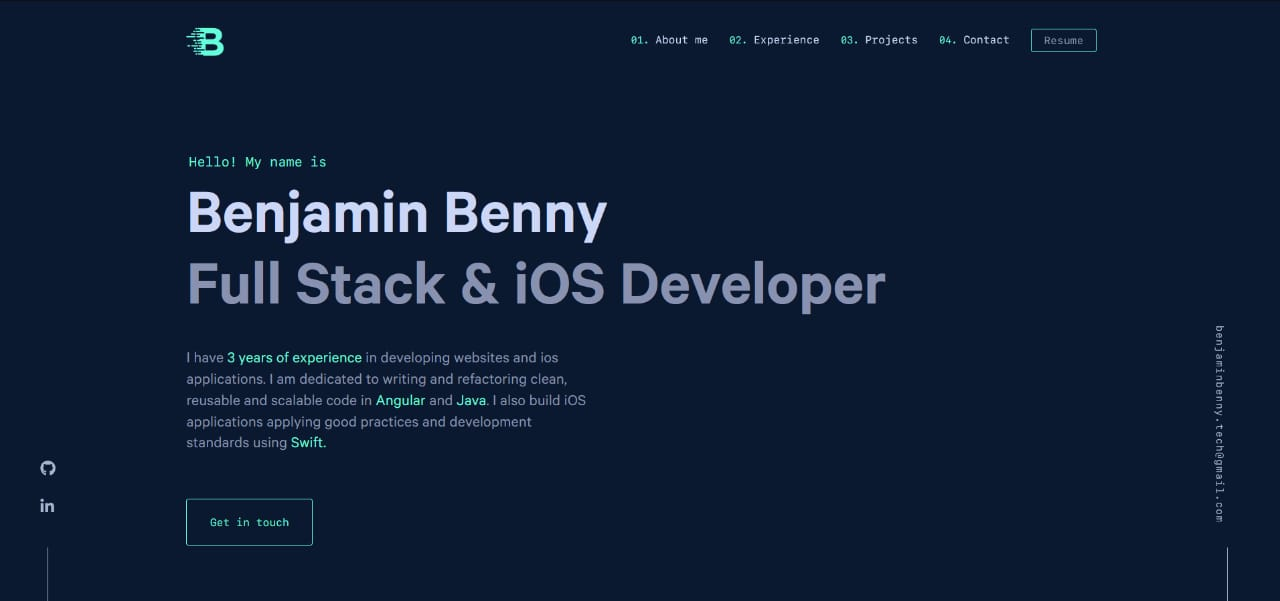 B
01. About me 02. Experience 03. Projects 04. Contact Resume
Hello! My name is
Benjamin Benny
Full Stack & iOS Developer
I have 3 years of experience in developing websites and ios
applications. I am dedicated to writing and refactoring clean,
reusable and scalable code in Angular and Java. I also build iOS
applications applying good practices and development
standards using Swift.
Get in touch
in
benjaminbenny.tech@gmail.com